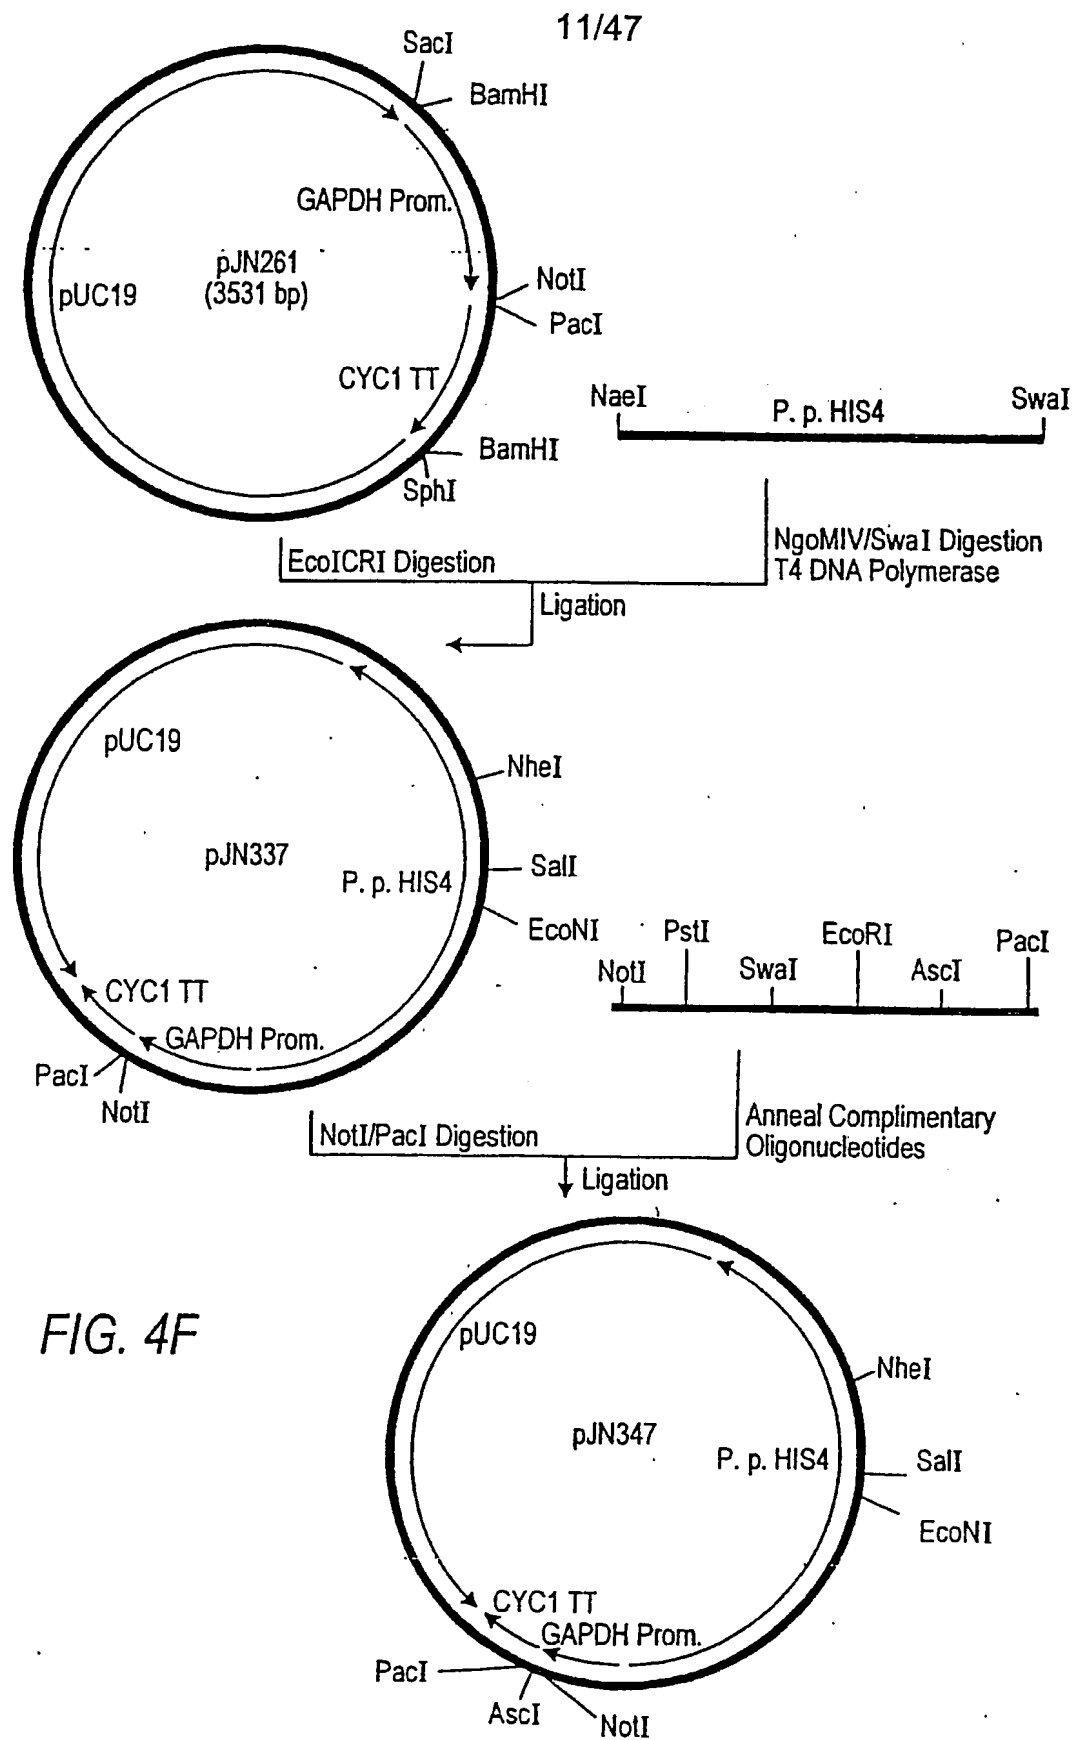 11/47
SacI
BamHI
GAPDH Prom.
pJN261
(3531 bp)
pUC19
NotI
PacI
CYC1 TT
BamHI
SphI
NaeI
P. p. HIS4
SwaI
EcoICRI Digestion
NgoMIV/SwaI Digestion
T4 DNA Polymerase
Ligation
pUC19
NheI
pJN337
P. p. HIS4
SalI
EcoNI
CYC1 TT
GAPDH Prom.
PacI
NotI
NotI
PstI
SwaI
EcoRI
AscI
PacI
NotI/PacI Digestion
Anneal Complimentary
Oligonucleotides
Ligation
FIG. 4F
pUC19
NheI
pJN347
P. p. HIS4
SalI
EcoNI
CYC1 TT
GAPDH Prom.
PacI
AscI
NotI